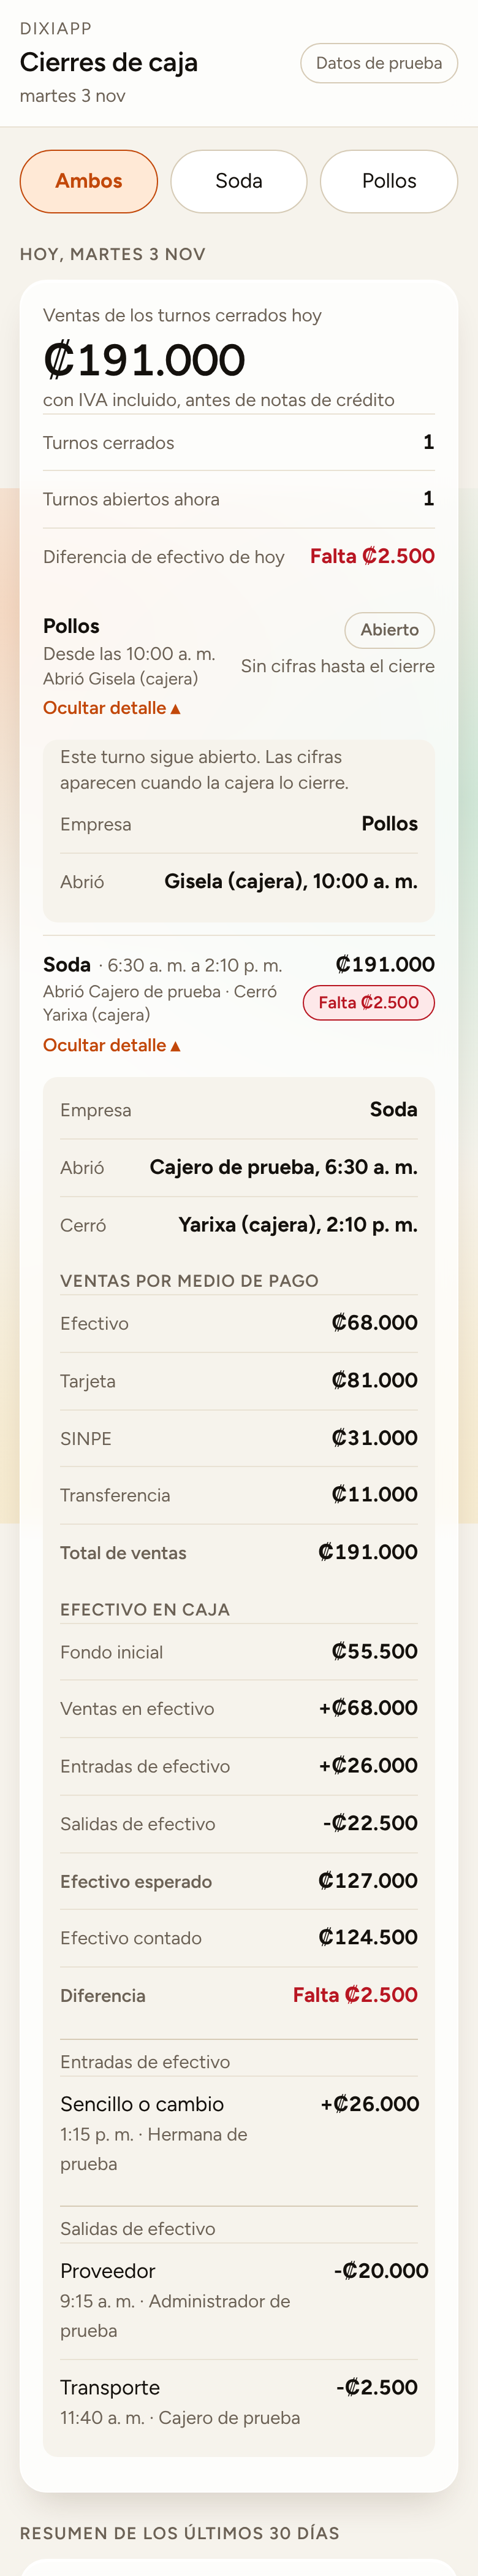 DIXIAPP
Cierres de caja
Datos de prueba
martes 3 nov
Ambos
Soda
Pollos
HOY, MARTES 3 NOV
Ventas de los turnos cerrados hoy
₡191.000
con IVA incluido, antes de notas de crédito
Turnos cerrados 1
Turnos abiertos ahora 1
Diferencia de efectivo de hoy Falta ₡2.500
Pollos Abierto
Desde las 10:00 a. m. Sin cifras hasta el cierre
Abrió Gisela (cajera)
Ocultar detalle ▴
Este turno sigue abierto. Las cifras
aparecen cuando la cajera lo cierre.
Empresa Pollos
Abrió Gisela (cajera), 10:00 a. m.
Soda · 6:30 a. m. a 2:10 p. m. ₡191.000
Abrió Cajero de prueba · Cerró Falta ₡2.500
Yarixa (cajera)
Ocultar detalle ▴
Empresa Soda
Abrió Cajero de prueba, 6:30 a. m.
Cerró Yarixa (cajera), 2:10 p. m.
VENTAS POR MEDIO DE PAGO
Efectivo ₡68.000
Tarjeta ₡81.000
SINPE ₡31.000
Transferencia ₡11.000
Total de ventas ₡191.000
EFECTIVO EN CAJA
Fondo inicial ₡55.500
Ventas en efectivo +₡68.000
Entradas de efectivo +₡26.000
Salidas de efectivo -₡22.500
Efectivo esperado ₡127.000
Efectivo contado ₡124.500
Diferencia Falta ₡2.500
Entradas de efectivo
Sencillo o cambio +₡26.000
1:15 p. m. · Hermana de
prueba
Salidas de efectivo
Proveedor -₡20.000
9:15 a. m. · Administrador de
prueba
Transporte -₡2.500
11:40 a. m. · Cajero de prueba
RESUMEN DE LOS ÚLTIMOS 30 DÍAS